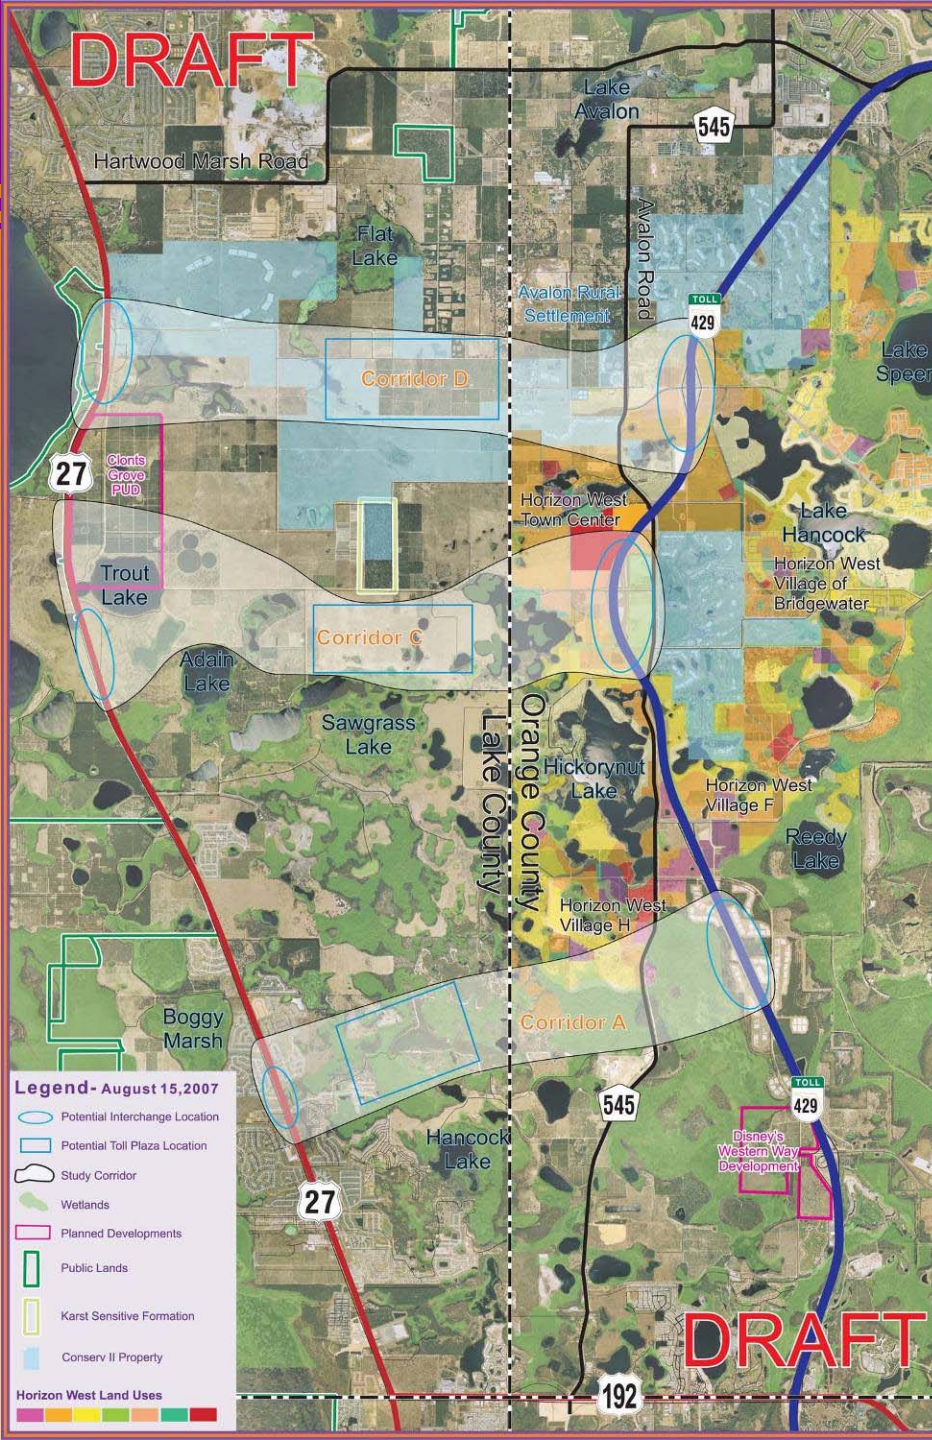 DRAFT
Lake
Avalon
545
Hartwood Marsh Road
Flat
Lake
Avalon Road
Avalon Rural
Settlement
TOLL
429
Lake
Speer
Corridor D
27
Clonts
Grove
PUD
Horizon West
Town Center
Lake
Hancock
Horizon West
Village of
Bridgewater
Trout
Lake
Corridor C
Adain
Lake
Sawgrass
Lake
Lake County
Orange County
Hickorynut
Lake
Horizon West
Village F
Reedy
Lake
Horizon West
Village H
Corridor A
Boggy
Marsh
Legend- August 15,2007
Potential Interchange Location
Potential Toll Plaza Location
Study Corridor
Wetlands
Planned Developments
Public Lands
Karst Sensitive Formation
Conserv II Property
Horizon West Land Uses
545
TOLL
429
Hancock
Lake
Disney's
Western Way
Development
27
DRAFT
192